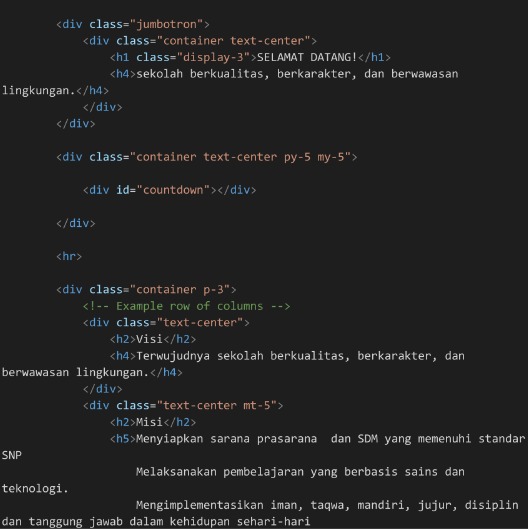 <div class="jumbotron">
<div class="container text-center">
<h1 class="display-3">SELAMAT DATANG!</h1>
<h4>sekolah berkualitas, berkarakter, dan berwawasan
lingkungan.</h4>
</div>
</div>
<div class="container text-center py-5 my-5">
<div id="countdown"></div>
</div>
<hr>
<div class="container p-3">
<!-- Example row of columns -->
<div class="text-center">
<h2>Visi</h2>
<h4>Terwujudnya sekolah berkualitas, berkarakter, dan
berwawasan lingkungan.</h4>
</div>
<div class="text-center mt-5">
<h2>Misi</h2>
<h5>Menyiapkan sarana prasarana  dan SDM yang memenuhi standar
SNP
Melaksanakan pembelajaran yang berbasis sains dan
teknologi.
Mengimplementasikan iman, taqwa, mandiri, jujur, disiplin
dan tanggung jawab dalam kehidupan sehari-hari